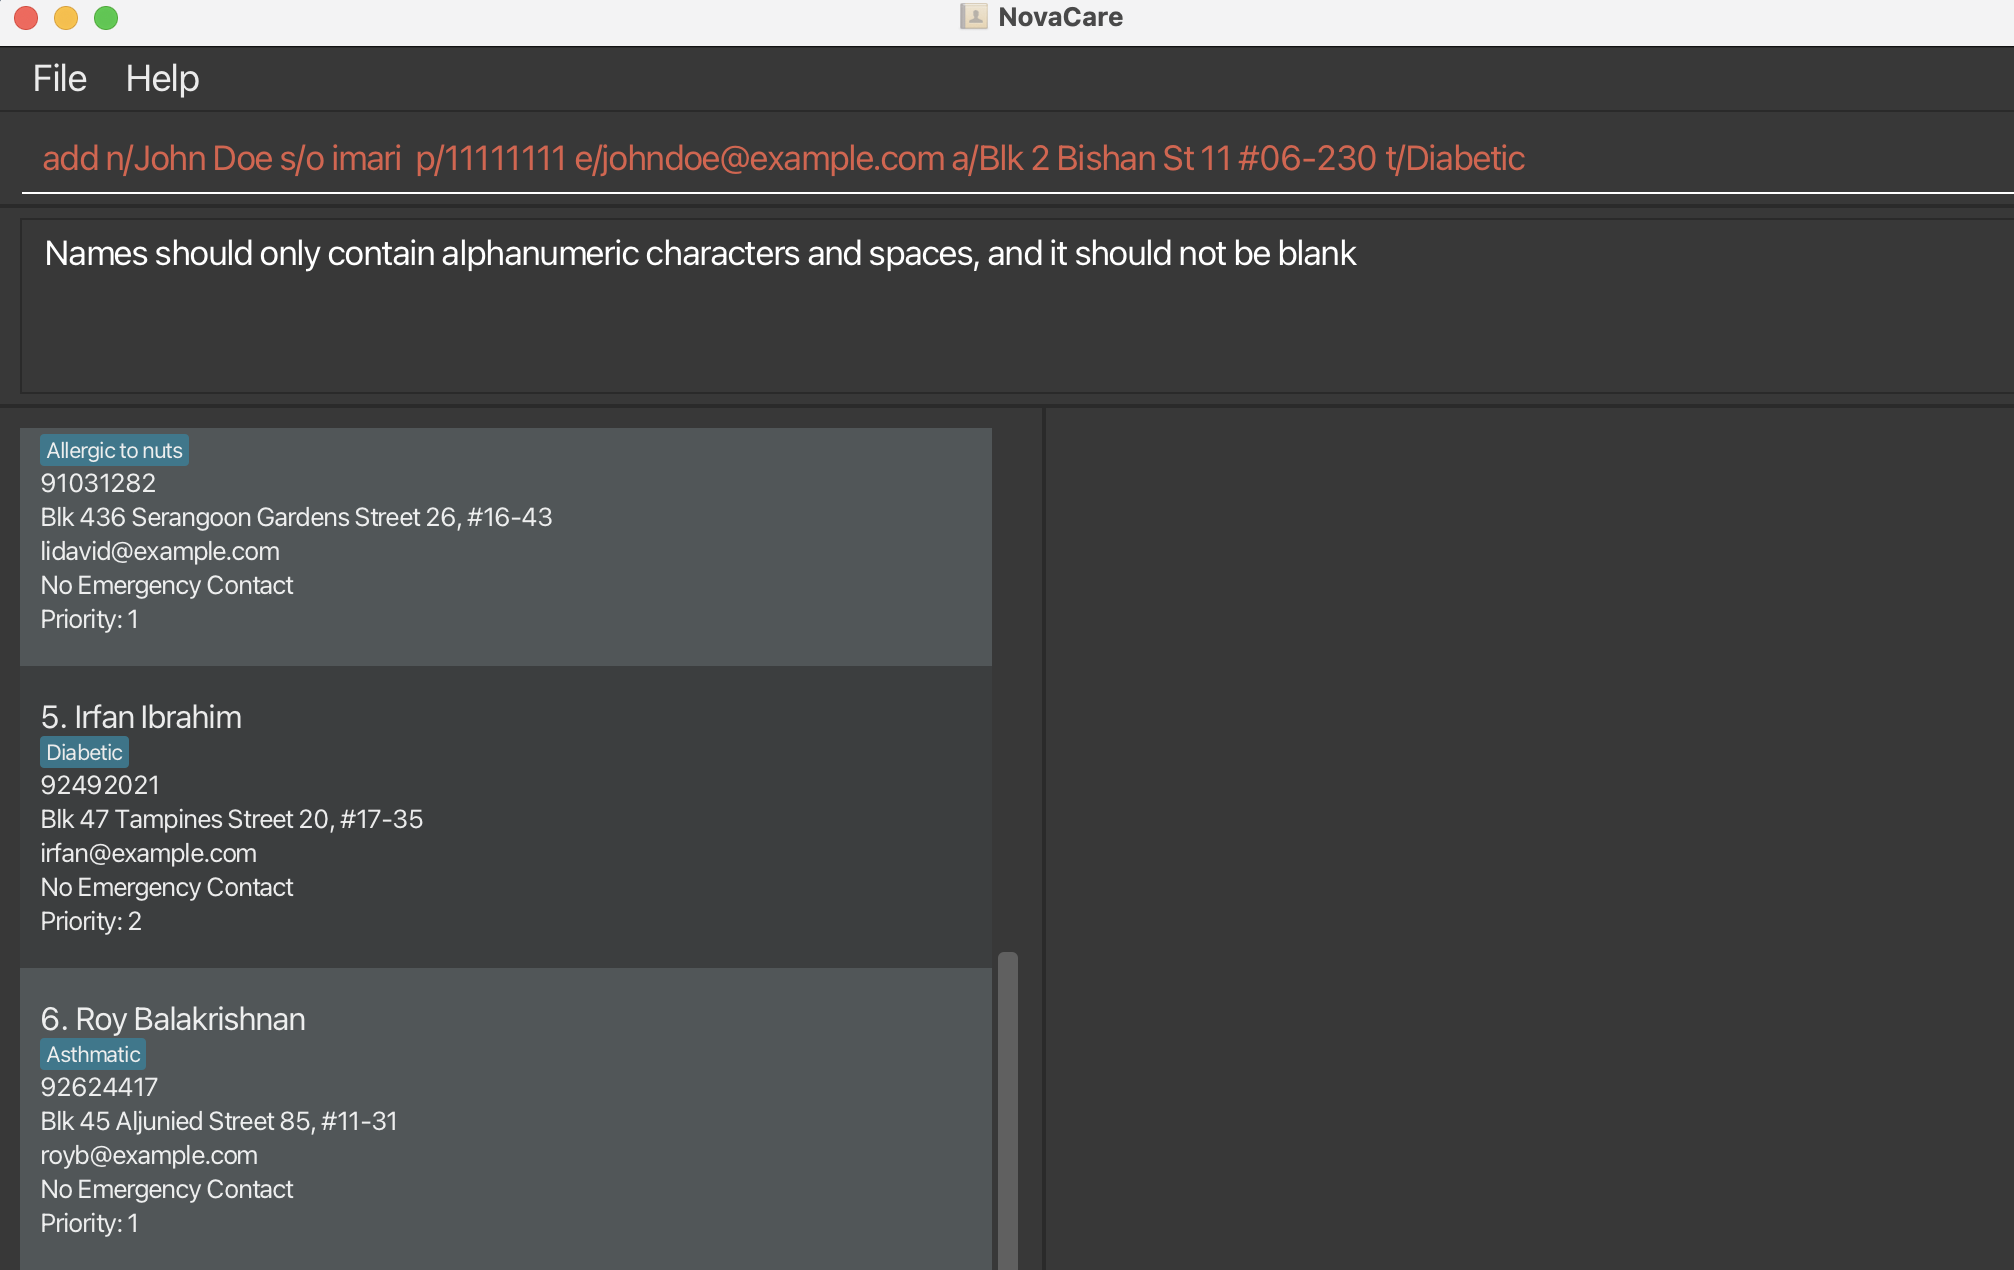 NovaCare
File Help
add n/John Doe s/o imari  p/11111111 e/johndoe@example.com a/Blk 2 Bishan St 11 #06-230 t/Diabetic
Names should only contain alphanumeric characters and spaces, and it should not be blank
Allergic to nuts
91031282
Blk 436 Serangoon Gardens Street 26, #16-43
lidavid@example.com
No Emergency Contact
Priority: 1
5. Irfan Ibrahim
Diabetic
92492021
Blk 47 Tampines Street 20, #17-35
irfan@example.com
No Emergency Contact
Priority: 2
6. Roy Balakrishnan
Asthmatic
92624417
Blk 45 Aljunied Street 85, #11-31
royb@example.com
No Emergency Contact
Priority: 1